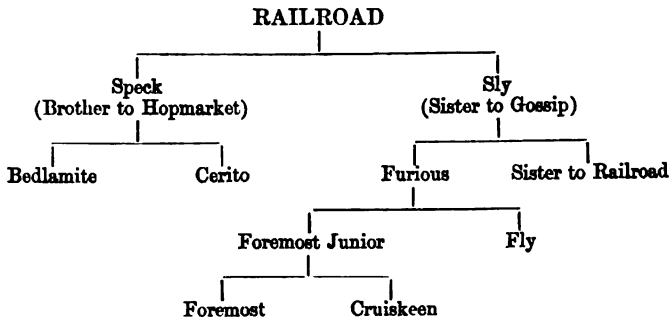 RAILROAD
Speck Sly
(Brother to Hopmarket) (Sister to Gossip)
Bedlamite Cerito Furious Sister to Railroad
Foremost Junior Fly
Foremost Cruiskeen